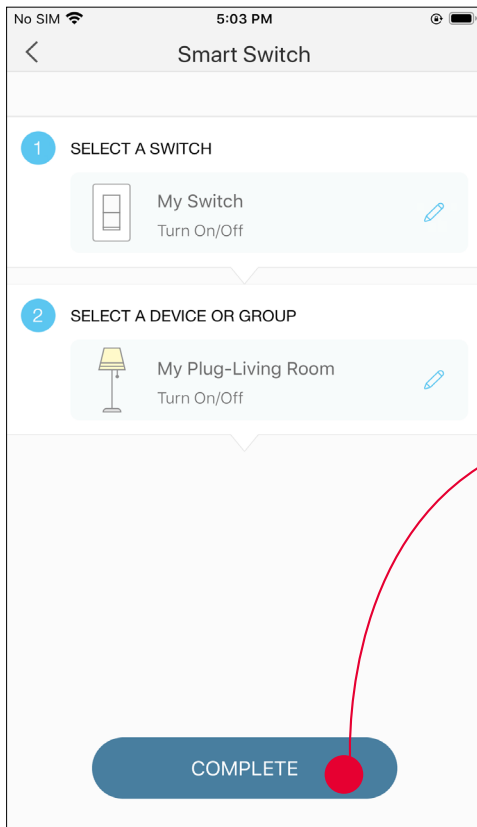 No SIM 5:03 PM
Smart Switch
1 SELECT A SWITCH
My Switch
Turn On/Off
2 SELECT A DEVICE OR GROUP
My Plug-Living Room
Turn On/Off
COMPLETE